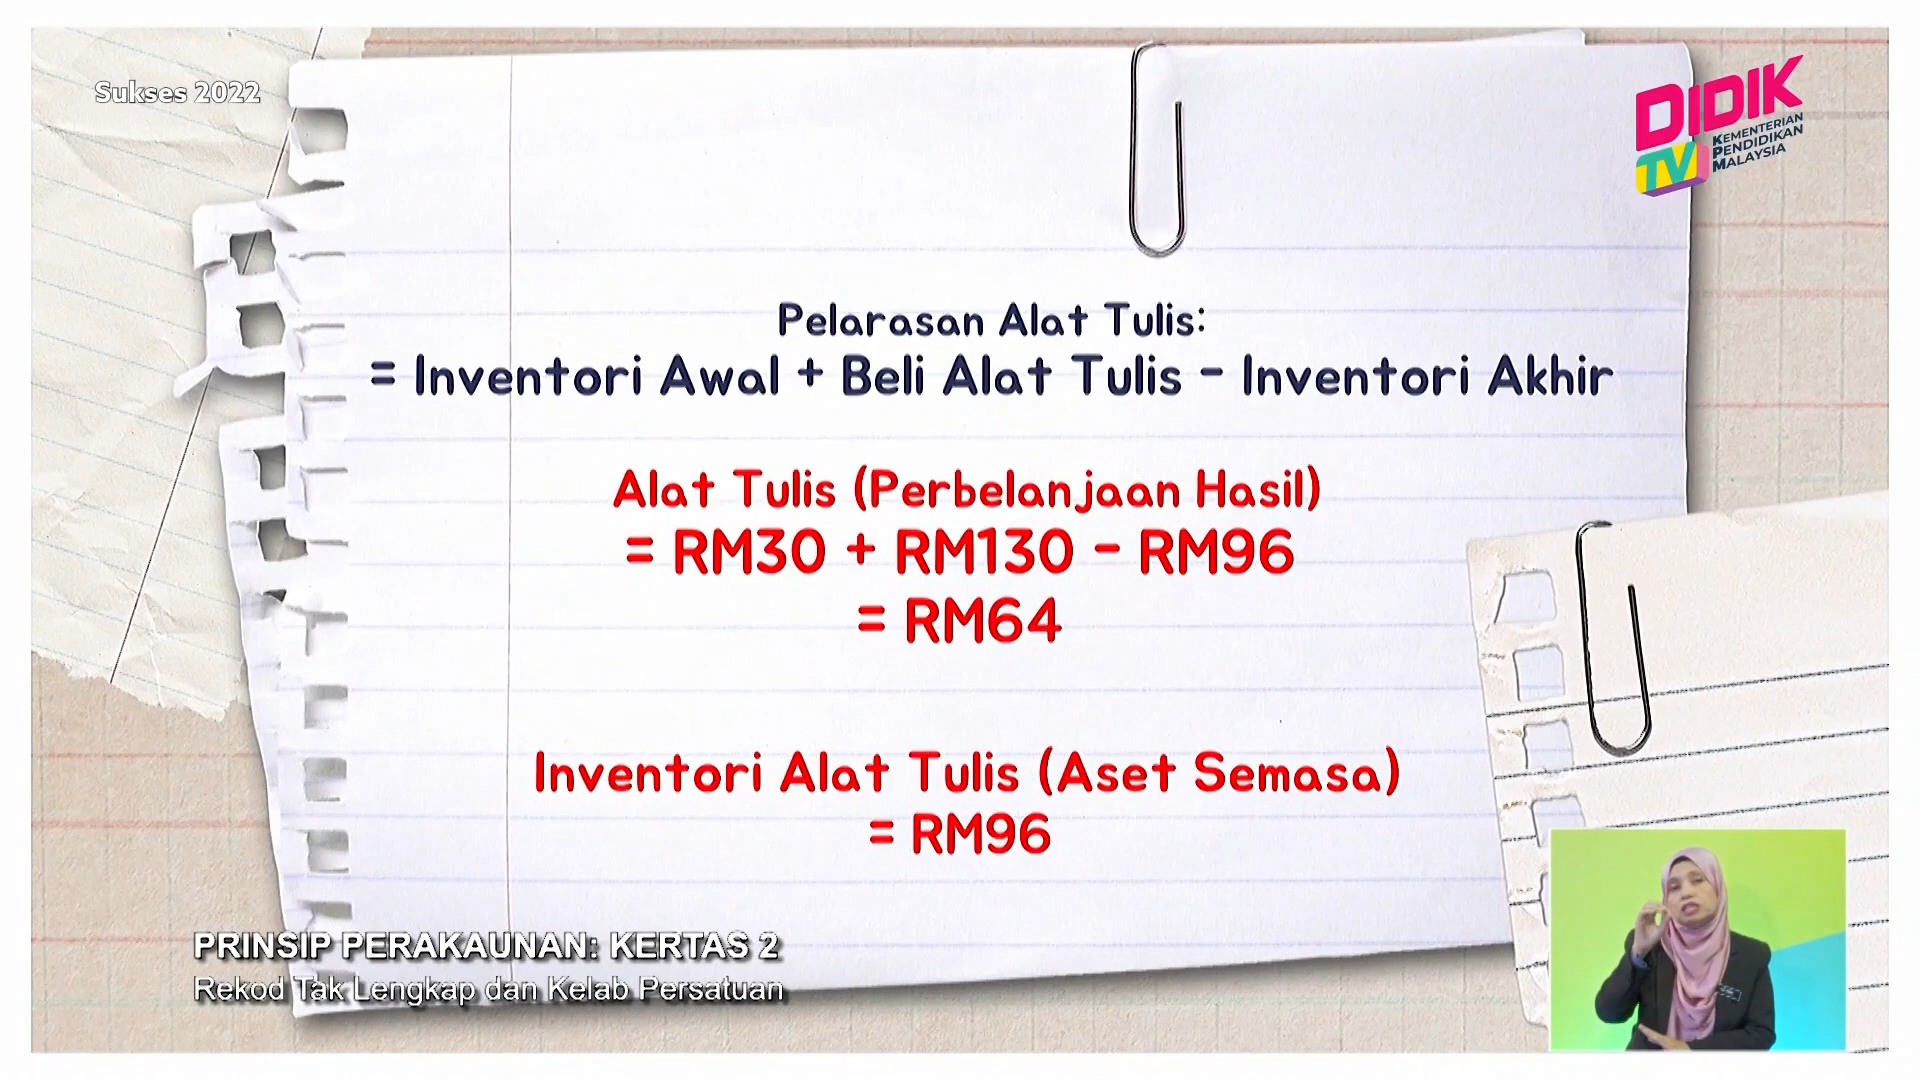 Sukses 2022
DIDIK
TV
KEMENTERIAN
PENDIDIKAN
MALAYSIA
Pelarasan Alat Tulis:
= Inventori Awal + Beli Alat Tulis - Inventori Akhir
Alat Tulis (Perbelanjaan Hasil)
= RM30 + RM130 - RM96
= RM64
Inventori Alat Tulis (Aset Semasa)
= RM96
PRINSIP PERAKAUNAN: KERTAS 2
Rekod Tak Lengkap dan Kelab Persatuan